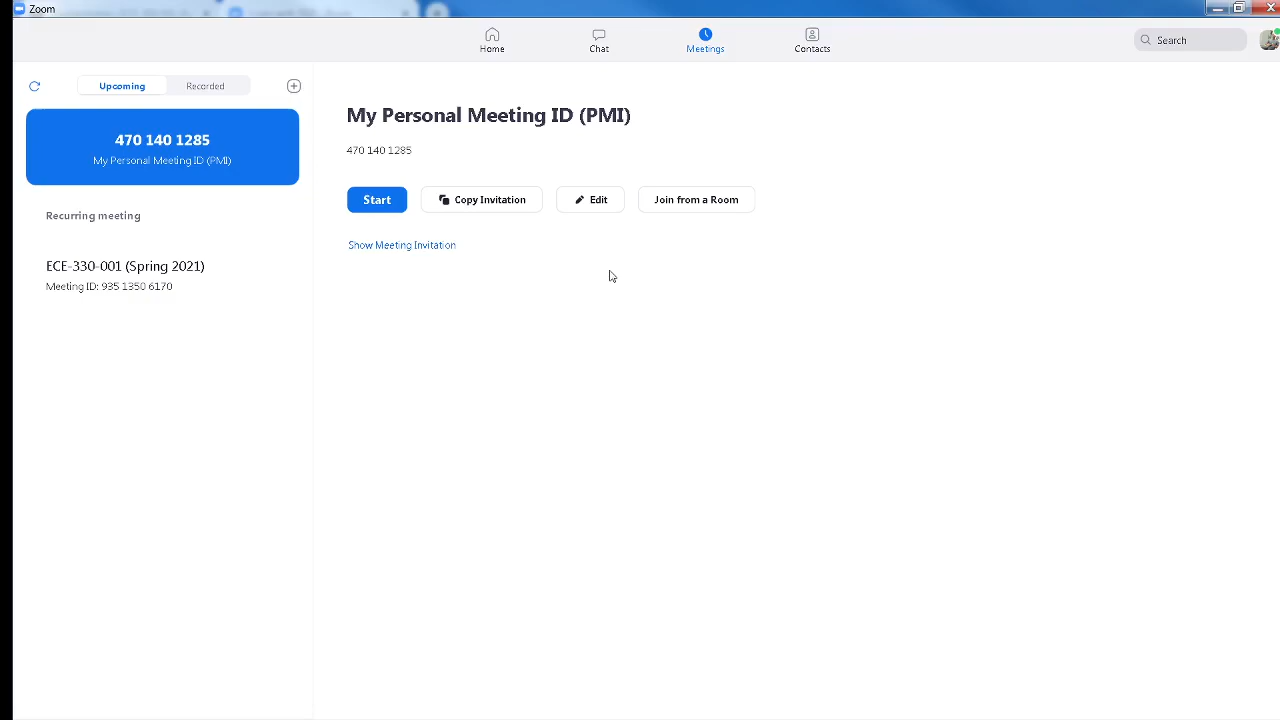 Zoom
Home
Chat
Meetings
Contacts
Search
Upcoming
Recorded
470 140 1285
My Personal Meeting ID (PMI)
Recurring meeting
ECE-330-001 (Spring 2021)
Meeting ID: 935 1350 6170
My Personal Meeting ID (PMI)
470 140 1285
Start
Copy Invitation
Edit
Join from a Room
Show Meeting Invitation